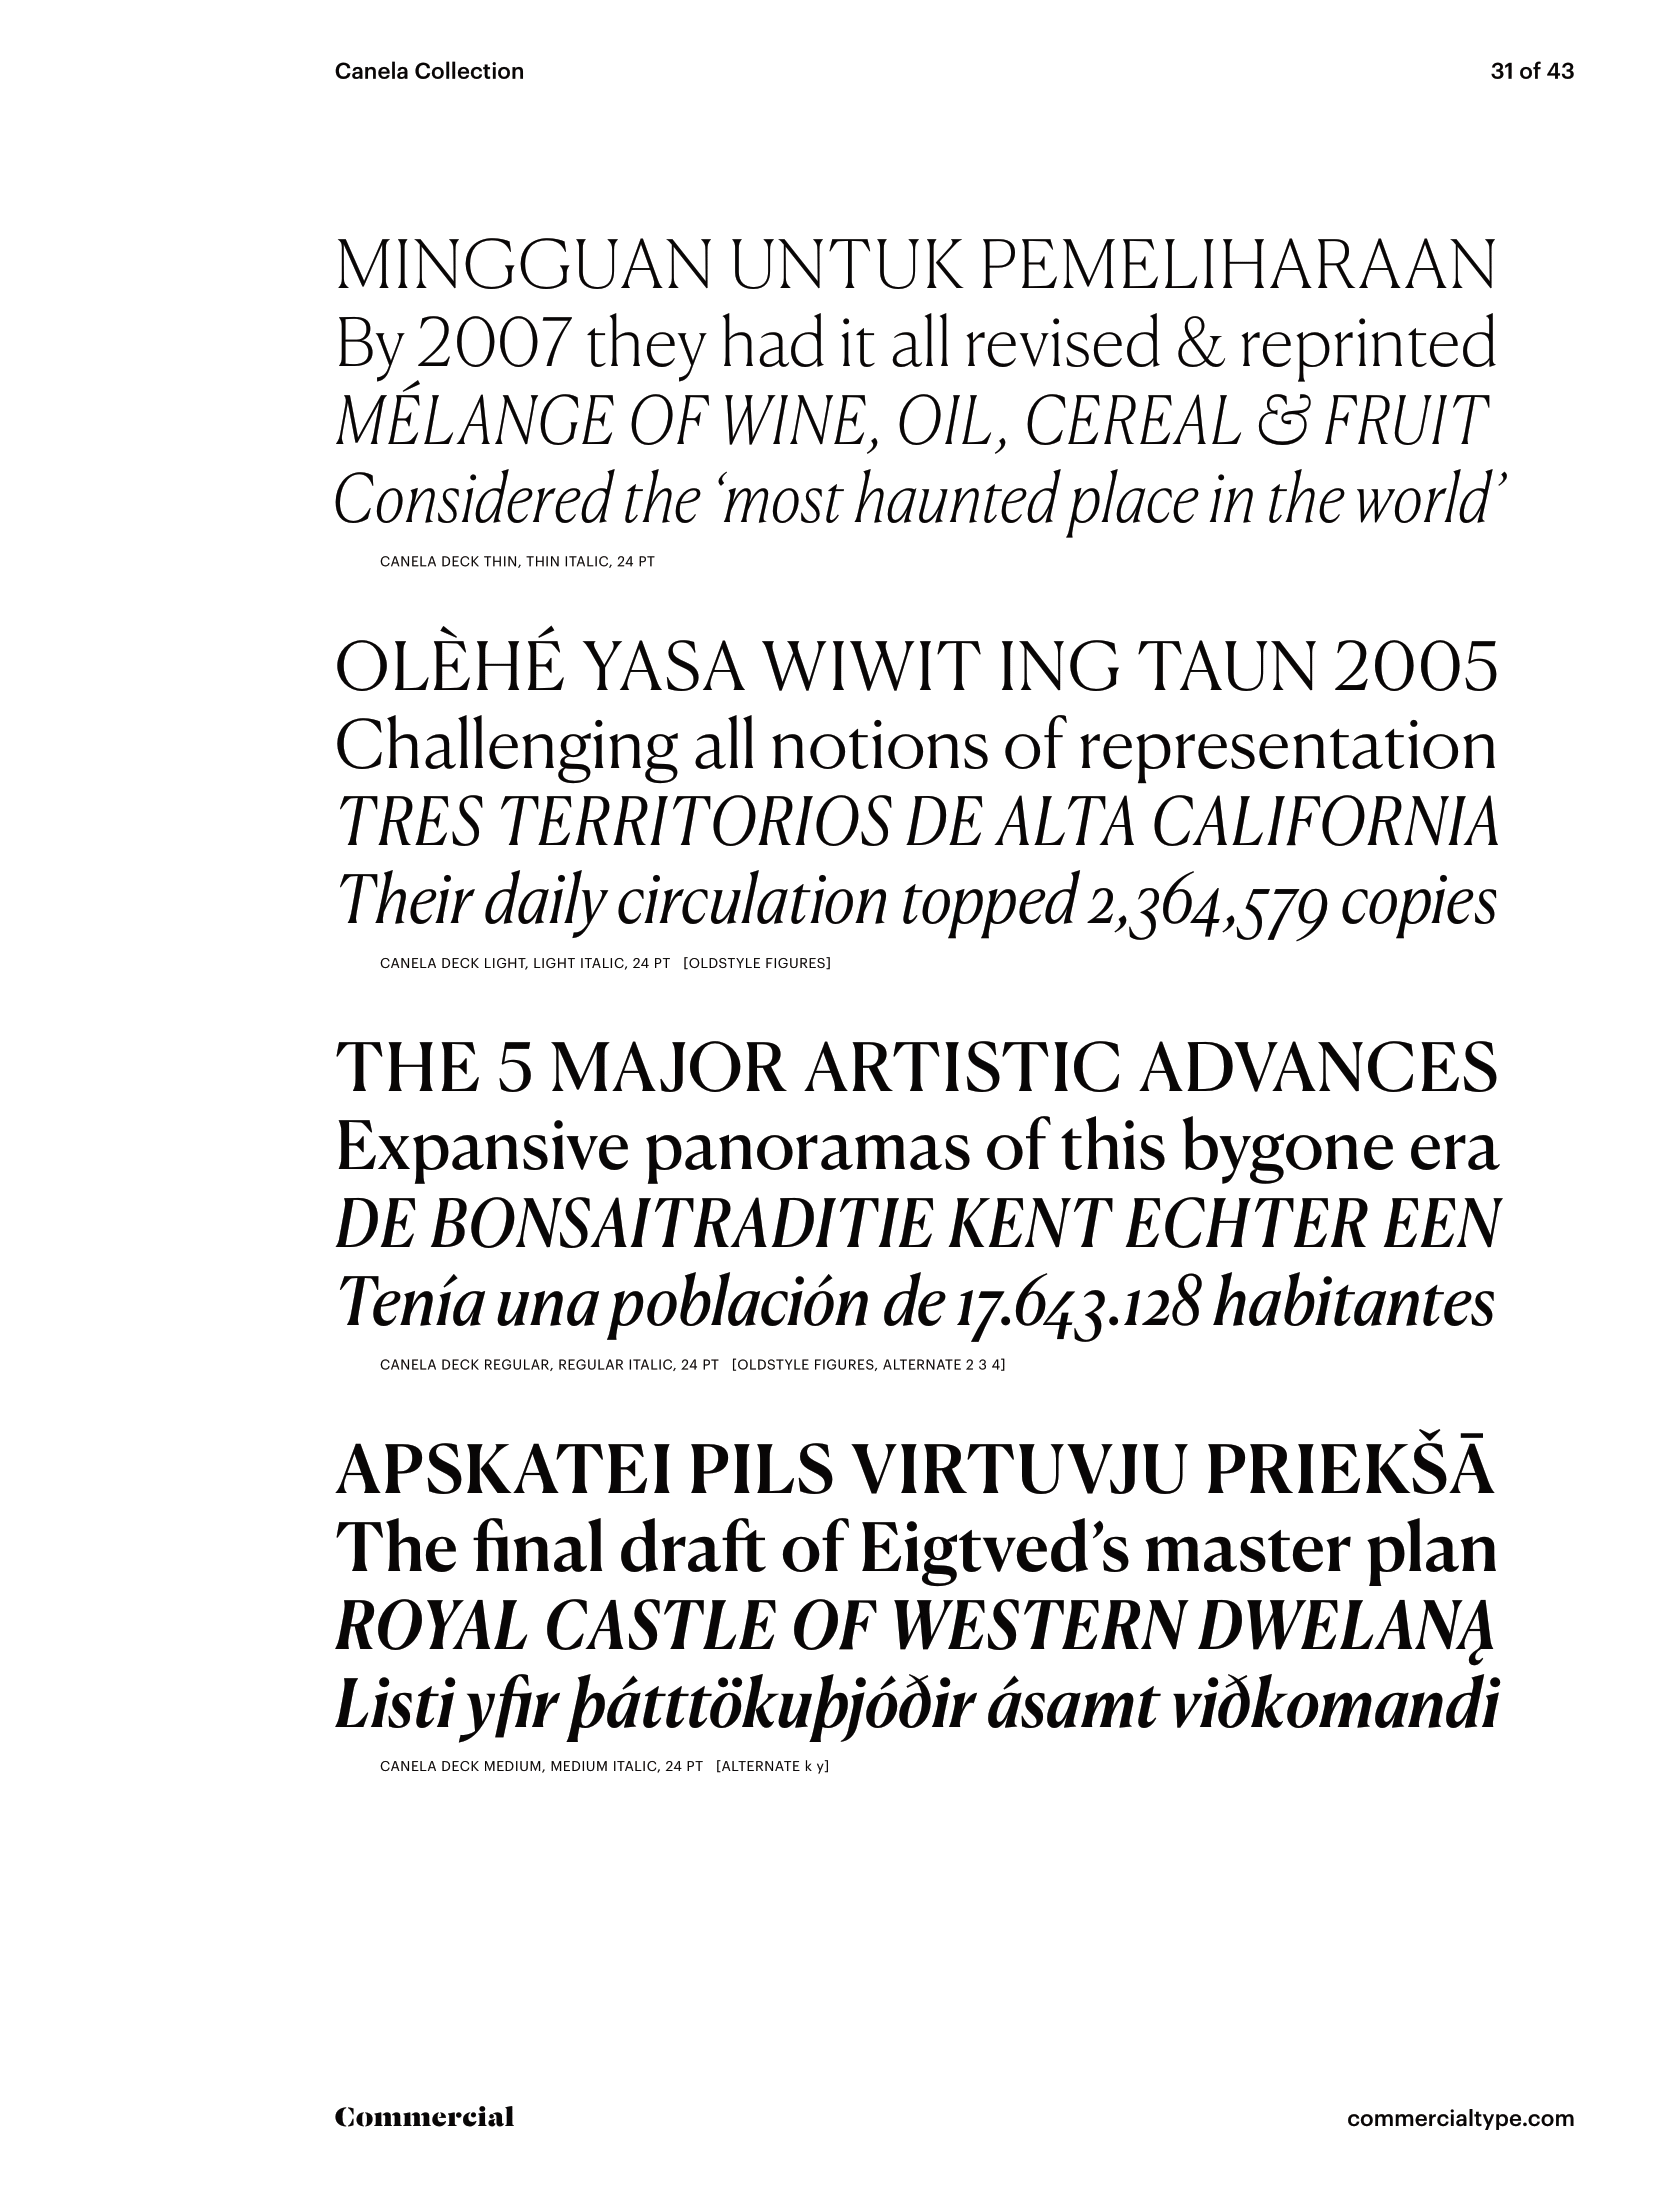 Canela Collection
31 of 43
MINGGUAN UNTUK PEMELIHARAAN
By 2007 they had it all revised & reprinted
MÉLANGE OF WINE, OIL, CEREAL & FRUIT
Considered the ‘most haunted place in the world’
CANELA DECK THIN, THIN ITALIC, 24 PT
OLÈHÉ YASA WIWIT ING TAUN 2005
Challenging all notions of representation
TRES TERRITORIOS DE ALTA CALIFORNIA
Their daily circulation topped 2,364,579 copies
CANELA DECK LIGHT, LIGHT ITALIC, 24 PT [OLDSTYLE FIGURES]
THE 5 MAJOR ARTISTIC ADVANCES
Expansive panoramas of this bygone era
DE BONSAITRADITIE KENT ECHTER EEN
Tenía una población de 17.643.128 habitantes
CANELA DECK REGULAR, REGULAR ITALIC, 24 PT [OLDSTYLE FIGURES, ALTERNATE 2 3 4]
APSKATEI PILS VIRTUVJU PRIEKŠĀ
The final draft of Eigtved’s master plan
ROYAL CASTLE OF WESTERN DWELANĄ
Listi yfir þátttökuþjóðir ásamt viðkomandi
CANELA DECK MEDIUM, MEDIUM ITALIC, 24 PT [ALTERNATE k y]
Commercial
commercialtype.com